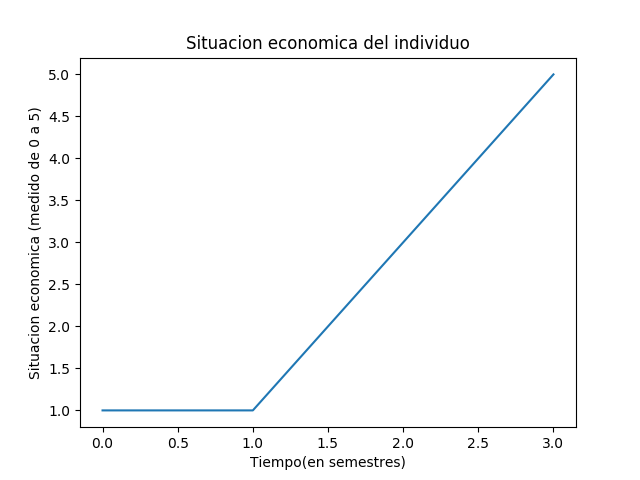 Situacion economica del individuo
Situacion economica (medido de 0 a 5)
5.0
4.5
4.0
3.5
3.0
2.5
2.0
1.5
1.0
0.0 0.5 1.0 1.5 2.0 2.5 3.0
Tiempo(en semestres)